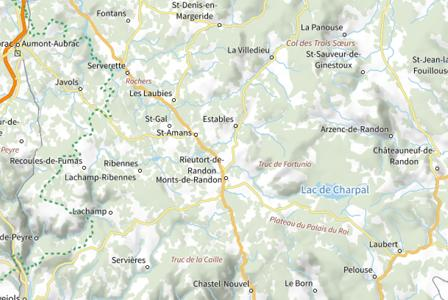 St-Denis-en-
Margeride
Fontans
La Panouse
Col des Trois Sœurs
La Villedieu
Aumont-Aubrac
St-Sauveur-de-
Ginestoux
St-Jean-la-
Fouillouse
Serverette
Rochers
Javols
Les Laubies
St-Gal
Estables
St-Amans
Arzenc-de-Randon
Peyre
Châteauneuf-de-
Randon
Recoules-de-Fumas
Ribennes
Lachamp-Ribennes
Rieutort-de-
Randon
Monts-de-Randon
Truc de Fortunio
Lac de Charpal
Lachamp
Plateau du Palais du Roi
de-Peyre
Laubert
Servières
Truc de la Caille
Pelouse
Chastel Nouvel
Le Born